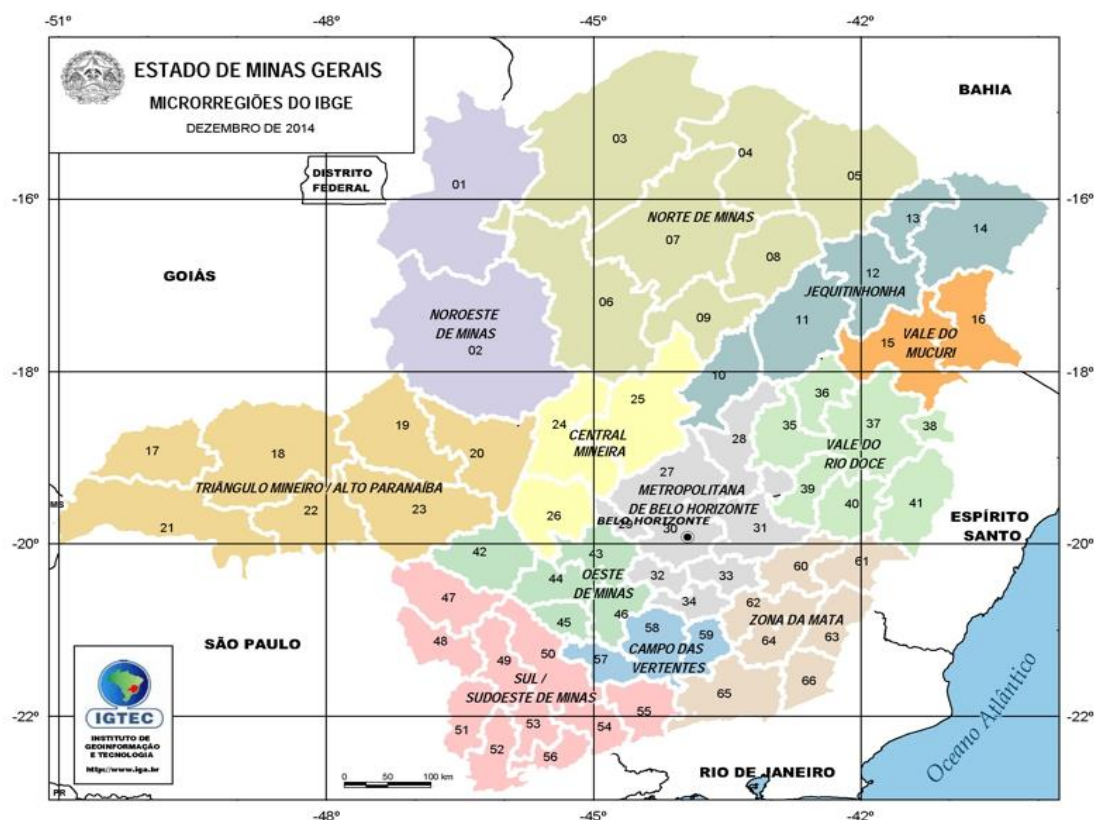 -51º
-48º
-45º
-42º
ESTADO DE MINAS GERAIS
MICRORREGIÕES DO IBGE
DEZEMBRO DE 2014
BAHIA
DISTRITO
FEDERAL
03
04
05
01
-16º
-16º
13
14
NORTE DE MINAS
07
08
12
GOIÁS
JEQUITINHONHA
06
09
11
16
NOROESTE
DE MINAS
02
15
VALE DO
MUCURI
-18º
-18º
10
36
25
24
19
20
17
18
CENTRAL
MINEIRA
28
35
37
38
VALE DO
RIO DOCE
27
TRIÂNGULO MINEIRO / ALTO PARANAÍBA
METROPOLITANA
DE BELO HORIZONTE
39
40
41
MS
21
22
23
26
BELO HORIZONTE
29
30
31
ESPÍRITO
SANTO
-20º
-20º
42
43
44
OESTE
DE MINAS
32
33
34
60
61
47
45
46
62
ZONA DA MATA
SÃO PAULO
48
58
59
64
63
49
50
57
CAMPO DAS
VERTENTES
SUL /
SUDOESTE DE MINAS
65
66
IGTEC
INSTITUTO DE
GEOINFORMAÇÃO
E TECNOLOGIA
http://www.iga.br
-22º
-22º
51
52
53
54
55
56
0
50
100 km
RIO DE JANEIRO
Oceano Atlântico
PR
-48º
-45º
-42º